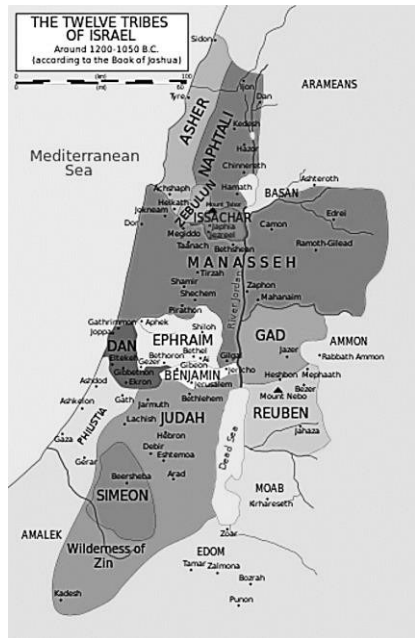 THE TWELVE TRIBES
OF ISRAEL
Around 1200-1050 B.C.
(according to the Book of Joshua)
0 50 100
(mi) (km)
Sidon
Ijon
ARAMEANS
Tyre
Dan
ASHER
NAPHTALI
Kedesh
Hazor
Mediterranean
Sea
Chinnereth
Achshaph
Hamath
Ashteroth
BASAN
Helkath
ZEBULUN
Mount Tabor
Jokneam
ISSACHAR
Edrei
Dor
Japhia
Camon
Megiddo
Jezreel
Taanach
Bethshean
Ramoth-Gilead
MANASSEH
Tirzah
River Jordan
Shamir
Zaphon
Shechem
Mahanaim
Pirathon
Gathrimmon
Aphek
Shiloh
Joppa
EPHRAIM
GAD
AMMON
DAN
Bethel
Jazer
Eltekeh
Bethoron
Ai
Gilgal
Rabbath Ammon
Gezer
Gibeon
Jericho
Gibbethon
BENJAMIN
Heshbon
Mephaath
Ashdod
Ekron
Jerusalem
Bezer
Mount Nebo
Ashkelon
Gath
Bethlehem
Jarmuth
REUBEN
PHILISTIA
Lachish
JUDAH
Jahaza
Gaza
Hebron
Dead Sea
Debir
Eshtemoa
Gerar
Arad
Beersheba
SIMEON
MOAB
Kirhareseth
AMALEK
Zoar
Wilderness of
Zin
EDOM
Tamar
Zalmona
Bozrah
Kadesh
Punon